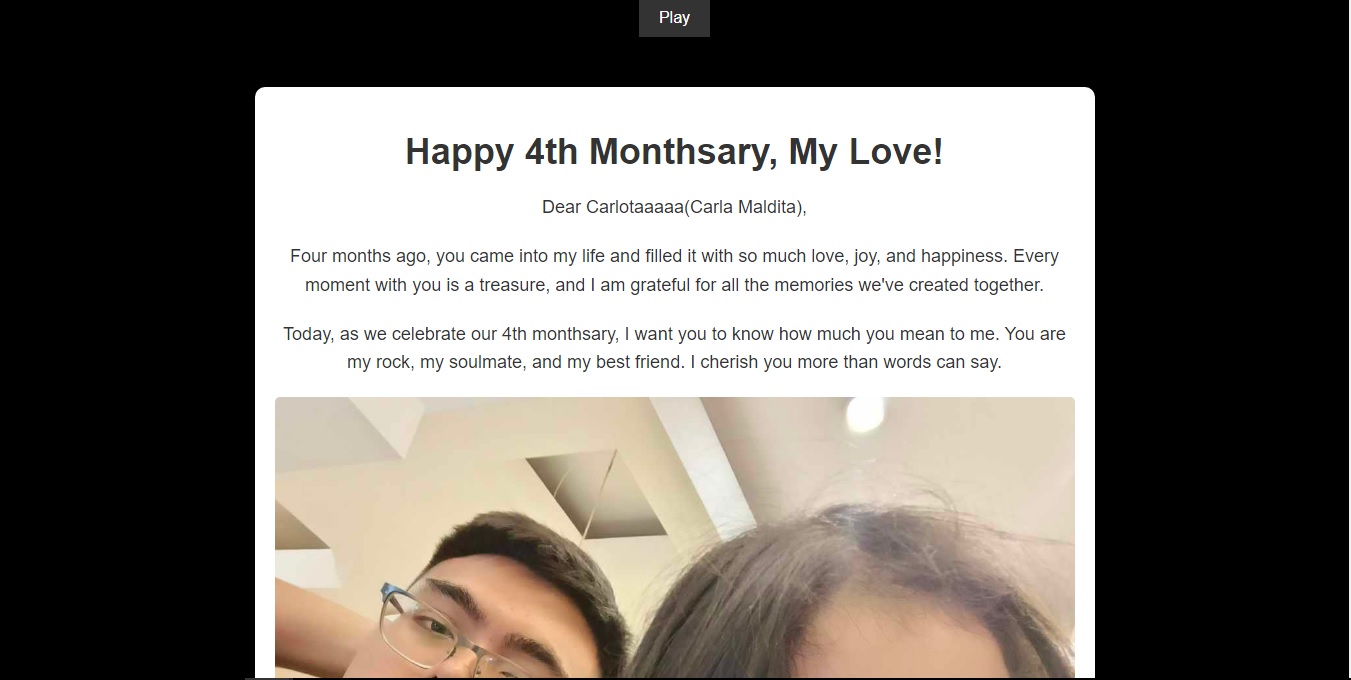 Play
Happy 4th Monthsary, My Love!
Dear Carlotaaaaa(Carla Maldita),
Four months ago, you came into my life and filled it with so much love, joy, and happiness. Every
moment with you is a treasure, and I am grateful for all the memories we've created together.
Today, as we celebrate our 4th monthsary, I want you to know how much you mean to me. You are
my rock, my soulmate, and my best friend. I cherish you more than words can say.